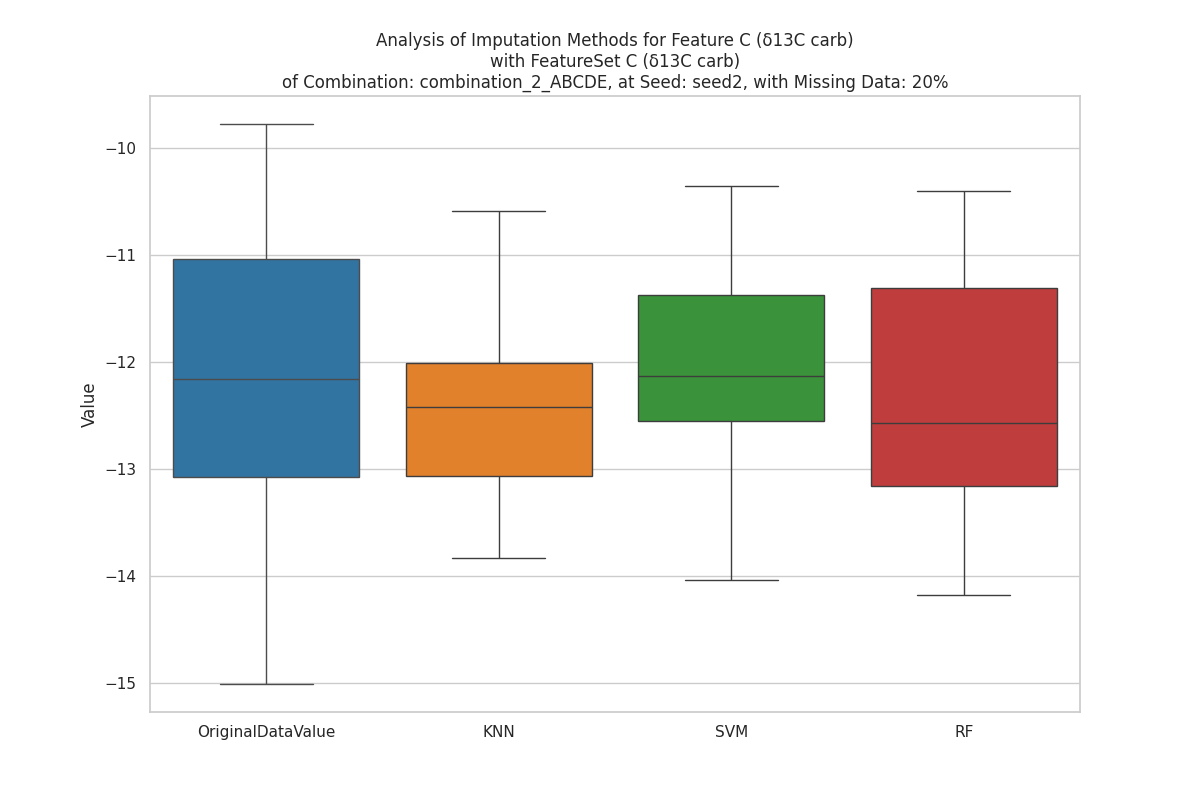 Analysis of Imputation Methods for Feature C (δ13C carb)
with FeatureSet C (δ13C carb)
of Combination: combination_2_ABCDE, at Seed: seed2, with Missing Data: 20%
Value
−10
−11
−12
−13
−14
−15
OriginalDataValue
KNN
SVM
RF